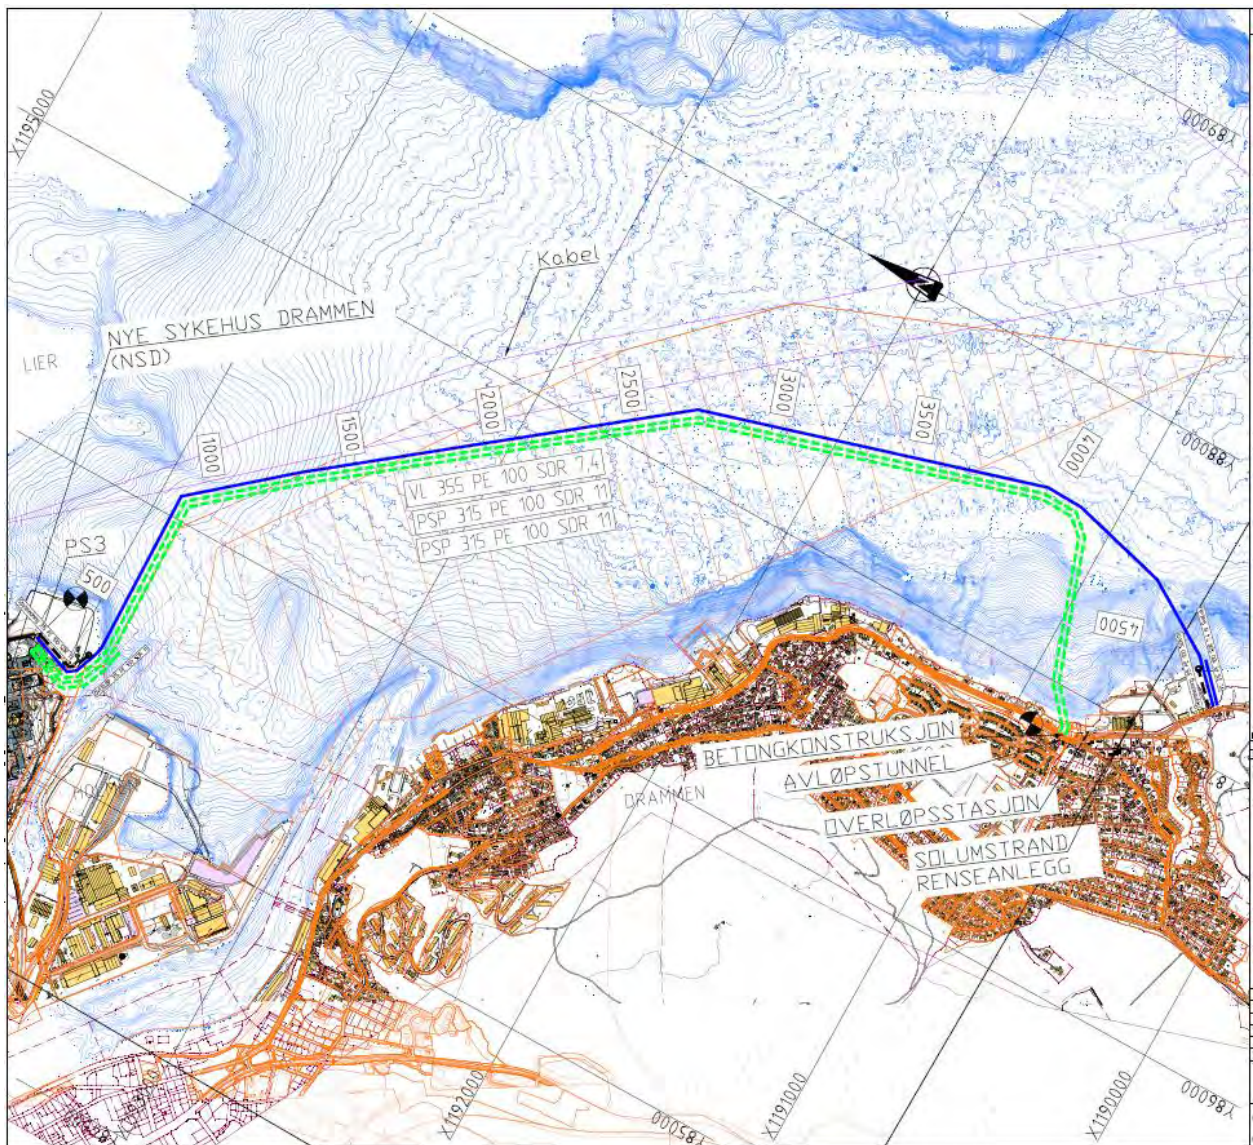 X1195000
Y89000
Kabel
NYE SYKEHUS DRAMMEN
(NSD)
LIER
1000
1500
2000
2500
3000
3500
4000
Y88000
VL 355 PE 100 SDR 7,4
PSP 315 PE 100 SDR 11
PSP 315 PE 100 SDR 11
PS3
500
4500
BETONGKONSTRUKSJON
AVLØPSTUNNEL
DRAMMEN
OVERLØPSSTASJON
SOLUMSTRAND
RENSEANLEGG
X1192000
Y85000
X1191000
X1190000
Y86000